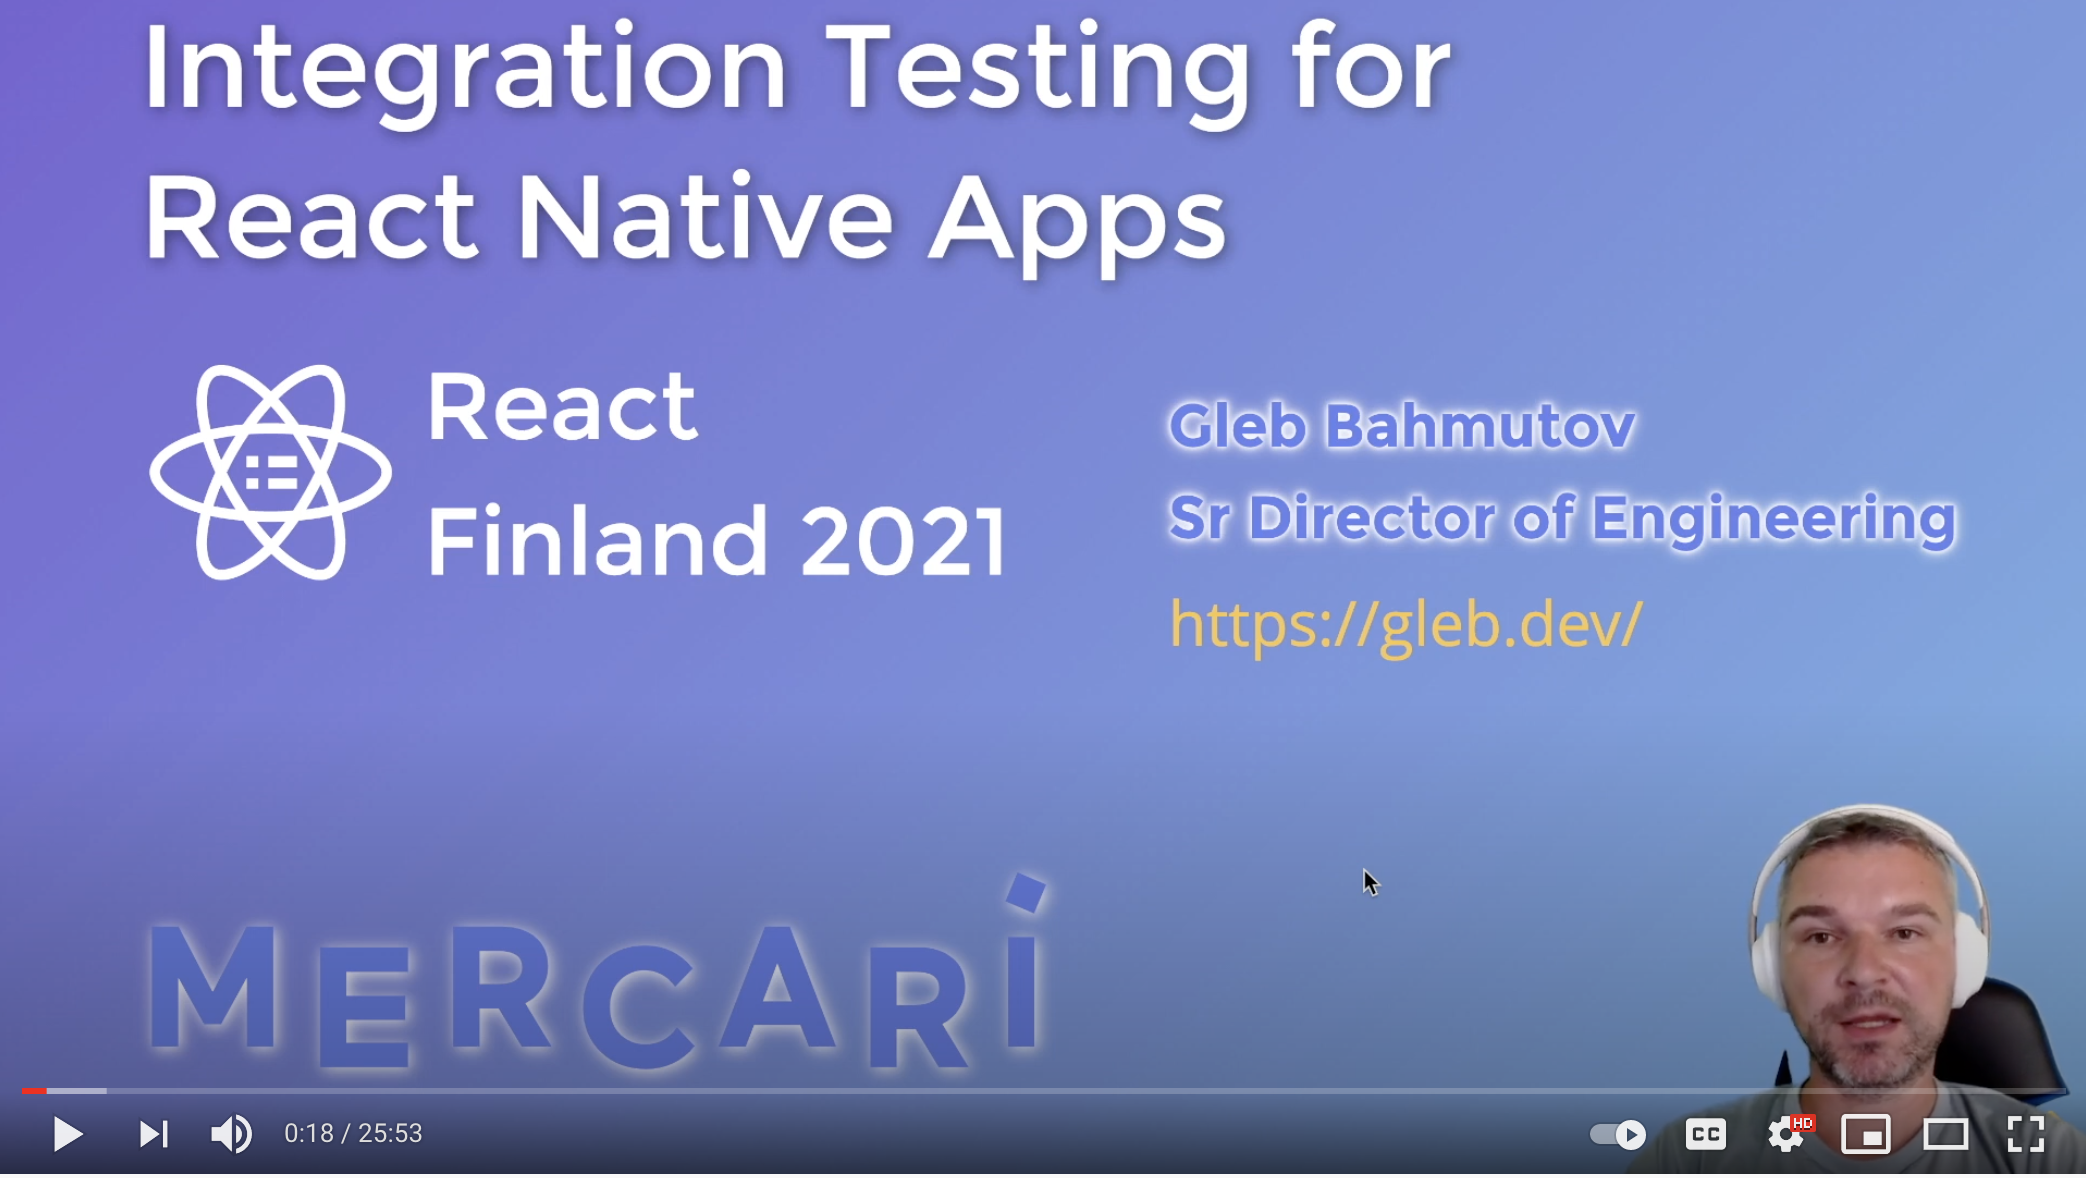 Integration Testing for
React Native Apps
React
Finland 2021
Gleb Bahmutov
Sr Director of Engineering
https://gleb.dev/
MERCARI
0:18 / 25:53
CC
HD